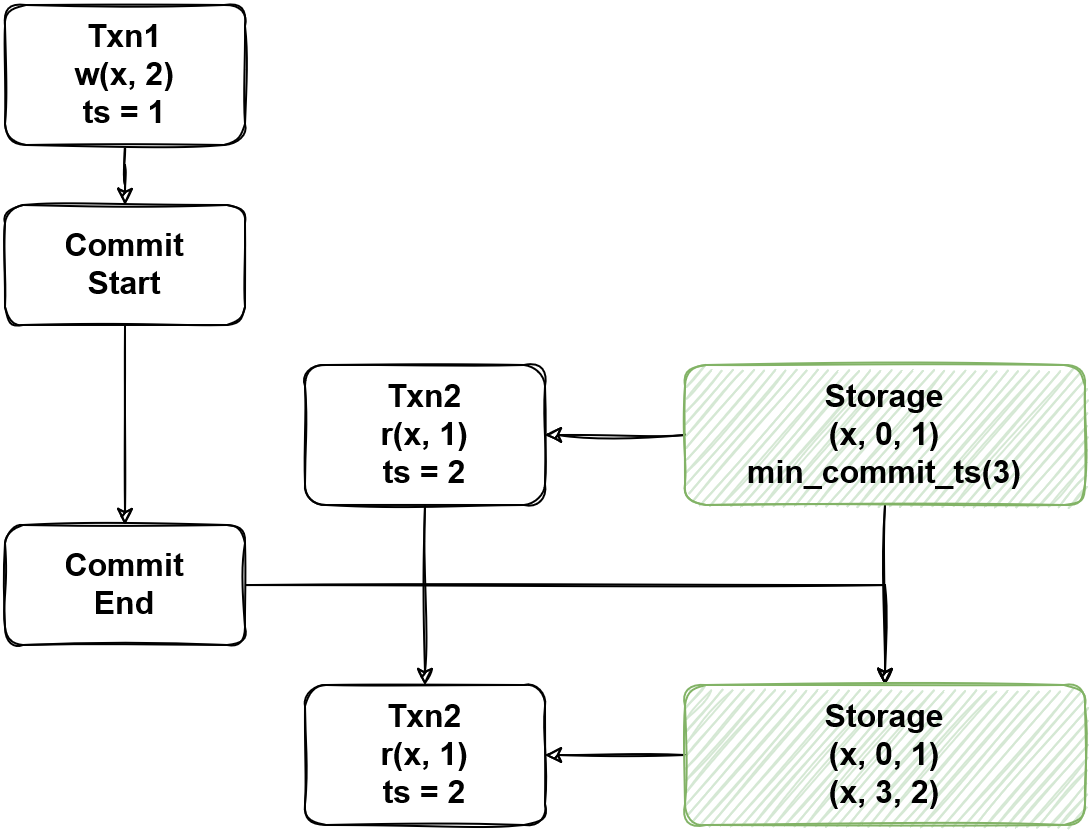 Txn1
w(x, 2)
ts = 1
Commit
Start
Txn2
r(x, 1)
ts = 2
Storage
(x, 0, 1)
min_commit_ts(3)
Commit
End
Txn2
r(x, 1)
ts = 2
Storage
(x, 0, 1)
(x, 3, 2)